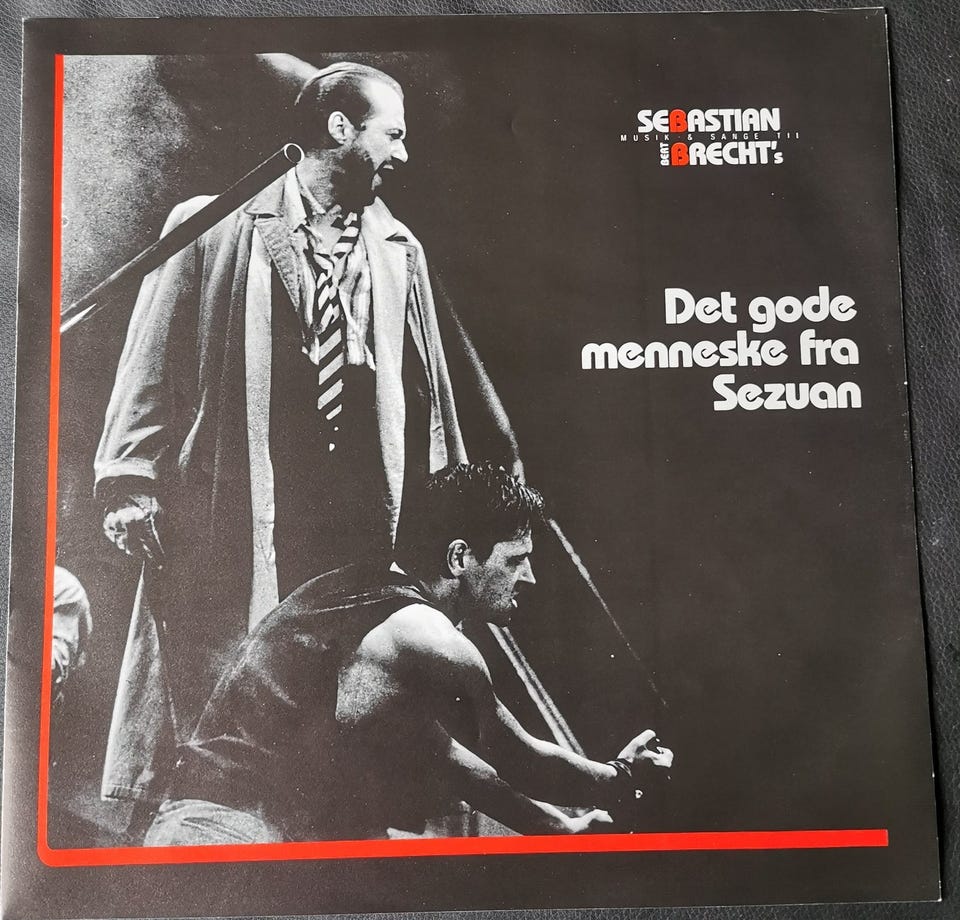 SEBASTIAN
MUSIK & SANGE TIL
BERT BRECHT's
Det gode
menneske fra
Sezuan